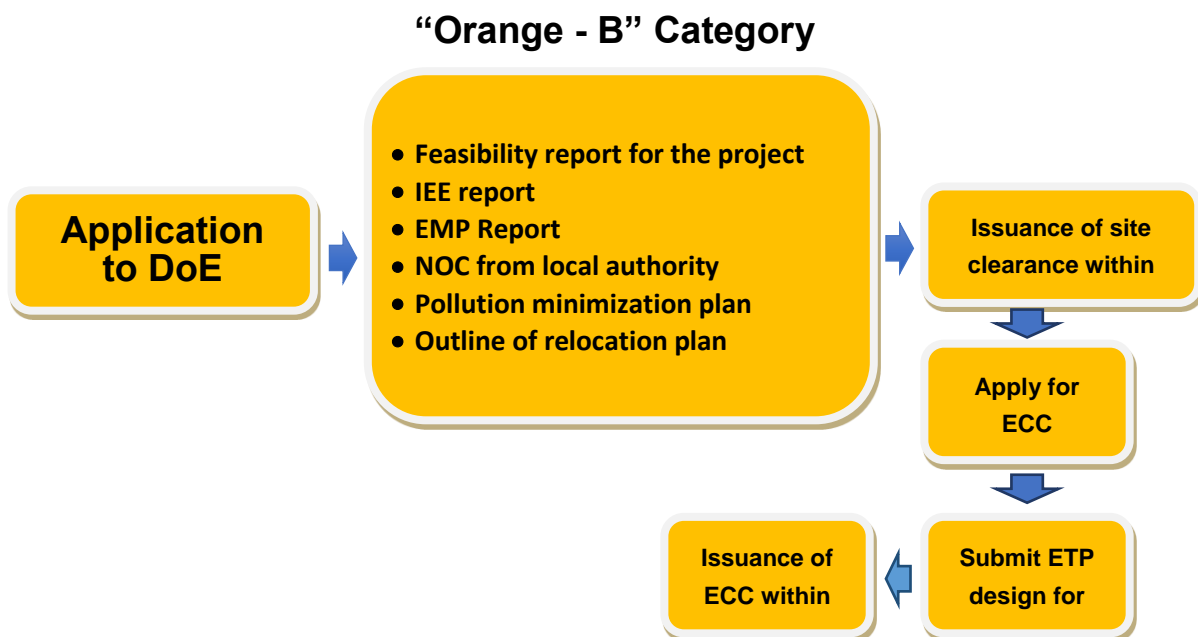 “Orange - B” Category
Application
to DoE
• Feasibility report for the project
• IEE report
• EMP Report
• NOC from local authority
• Pollution minimization plan
• Outline of relocation plan
Issuance of site
clearance within
Apply for
ECC
Submit ETP
design for
Issuance of
ECC within